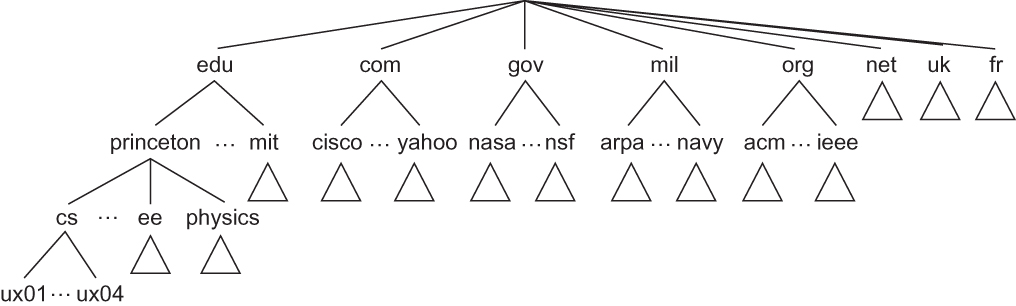 edu com gov mil org net uk fr
princeton ... mit cisco ... yahoo nasa ... nsf arpa ... navy acm ... ieee
cs ... ee physics
ux01 ... ux04